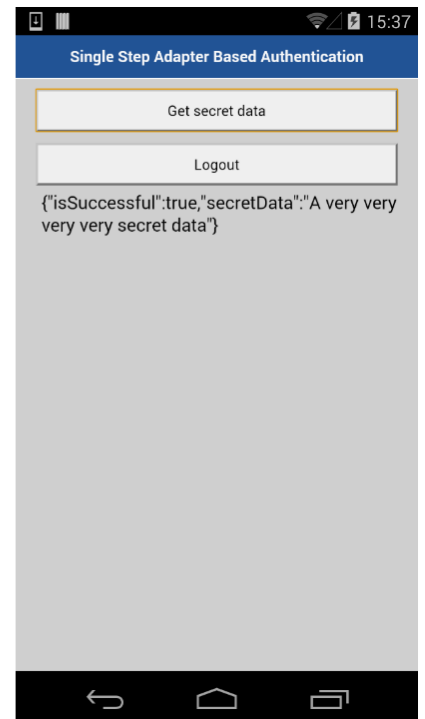 15:37
Single Step Adapter Based Authentication
Get secret data
Logout
{"isSuccessful":true,"secretData":"A very very
very very secret data"}